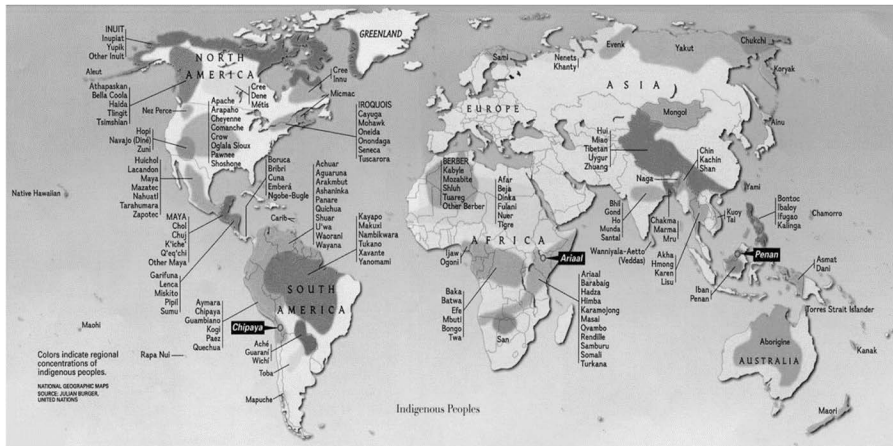 INUIT
Inupiat
Yupik
Other Inuit
Aleut
Athapaskan
Bella Coola
Haida
Tlingit
Tsimshian
NORTH
AMERICA
GREENLAND
Cree
Dene
Métis
Cree
Innu
Micmac
Nez Perce
Apache
Arapaho
Cheyenne
Comanche
Crow
Oglala Sioux
Pawnee
Shoshone
IROQUOIS
Cayuga
Mohawk
Oneida
Onondaga
Seneca
Tuscarora
Hopi
Navajo (Diné)
Zuni
Huichol
Lacandon
Maya
Mazatec
Nahuatl
Tarahumara
Zapotec
Native Hawaiian
MAYA
Chol
Chuj
K'iche'
Q'eq'chi
Other Maya
Garifuna
Lenca
Miskito
Pipil
Sumu
Boruca
Bribri
Cuna
Emberá
Ngobe-Bugle
Carib
Achuar
Aguaruna
Arakmbut
Asháninka
Panare
Quichua
Shuar
U'wa
Waorani
Wayana
Kayapo
Makuxi
Nambikwara
Tukano
Xavante
Yanomami
SOUTH
AMERICA
Aymara
Chipaya
Guambiano
Kogi
Paez
Quechua
Chipaya
Aché
Guaraní
Wichí
Toba
Mapuche
Maohi
Rapa Nui
Colors indicate regional
concentrations of
indigenous peoples.
NATIONAL GEOGRAPHIC MAPS
SOURCE: JULIAN BURGER,
UNITED NATIONS
Indigenous Peoples
Sami
EUROPE
Nenets
Khanty
Evenk
Yakut
Chukchi
Koryak
ASIA
Mongol
Ainu
Hui
Miao
Tibetan
Uygur
Zhuang
Chin
Kachin
Shan
Naga
Yami
BERBER
Kabyle
Mozabite
Shluh
Tuareg
Other Berber
Afar
Beja
Dinka
Fulani
Nuer
Tigre
AFRICA
Ijaw
Ogoni
Ariaal
Baka
Batwa
Efe
Mbuti
Bongo
Twa
San
Ariaal
Barabaig
Hadza
Himba
Karamojong
Masai
Ovambo
Rendille
Samburu
Somali
Turkana
Bhil
Gond
Ho
Munda
Santal
Wanniyala-Aetto
(Veddas)
Chakma
Marma
Mru
Kuoy
Tai
Akha
Hmong
Karen
Lisu
Bontoc
Ibaloy
Ifugao
Kalinga
Chamorro
Penan
Iban
Penan
Asmat
Dani
Torres Strait Islander
Aborigine
AUSTRALIA
Kanak
Maori